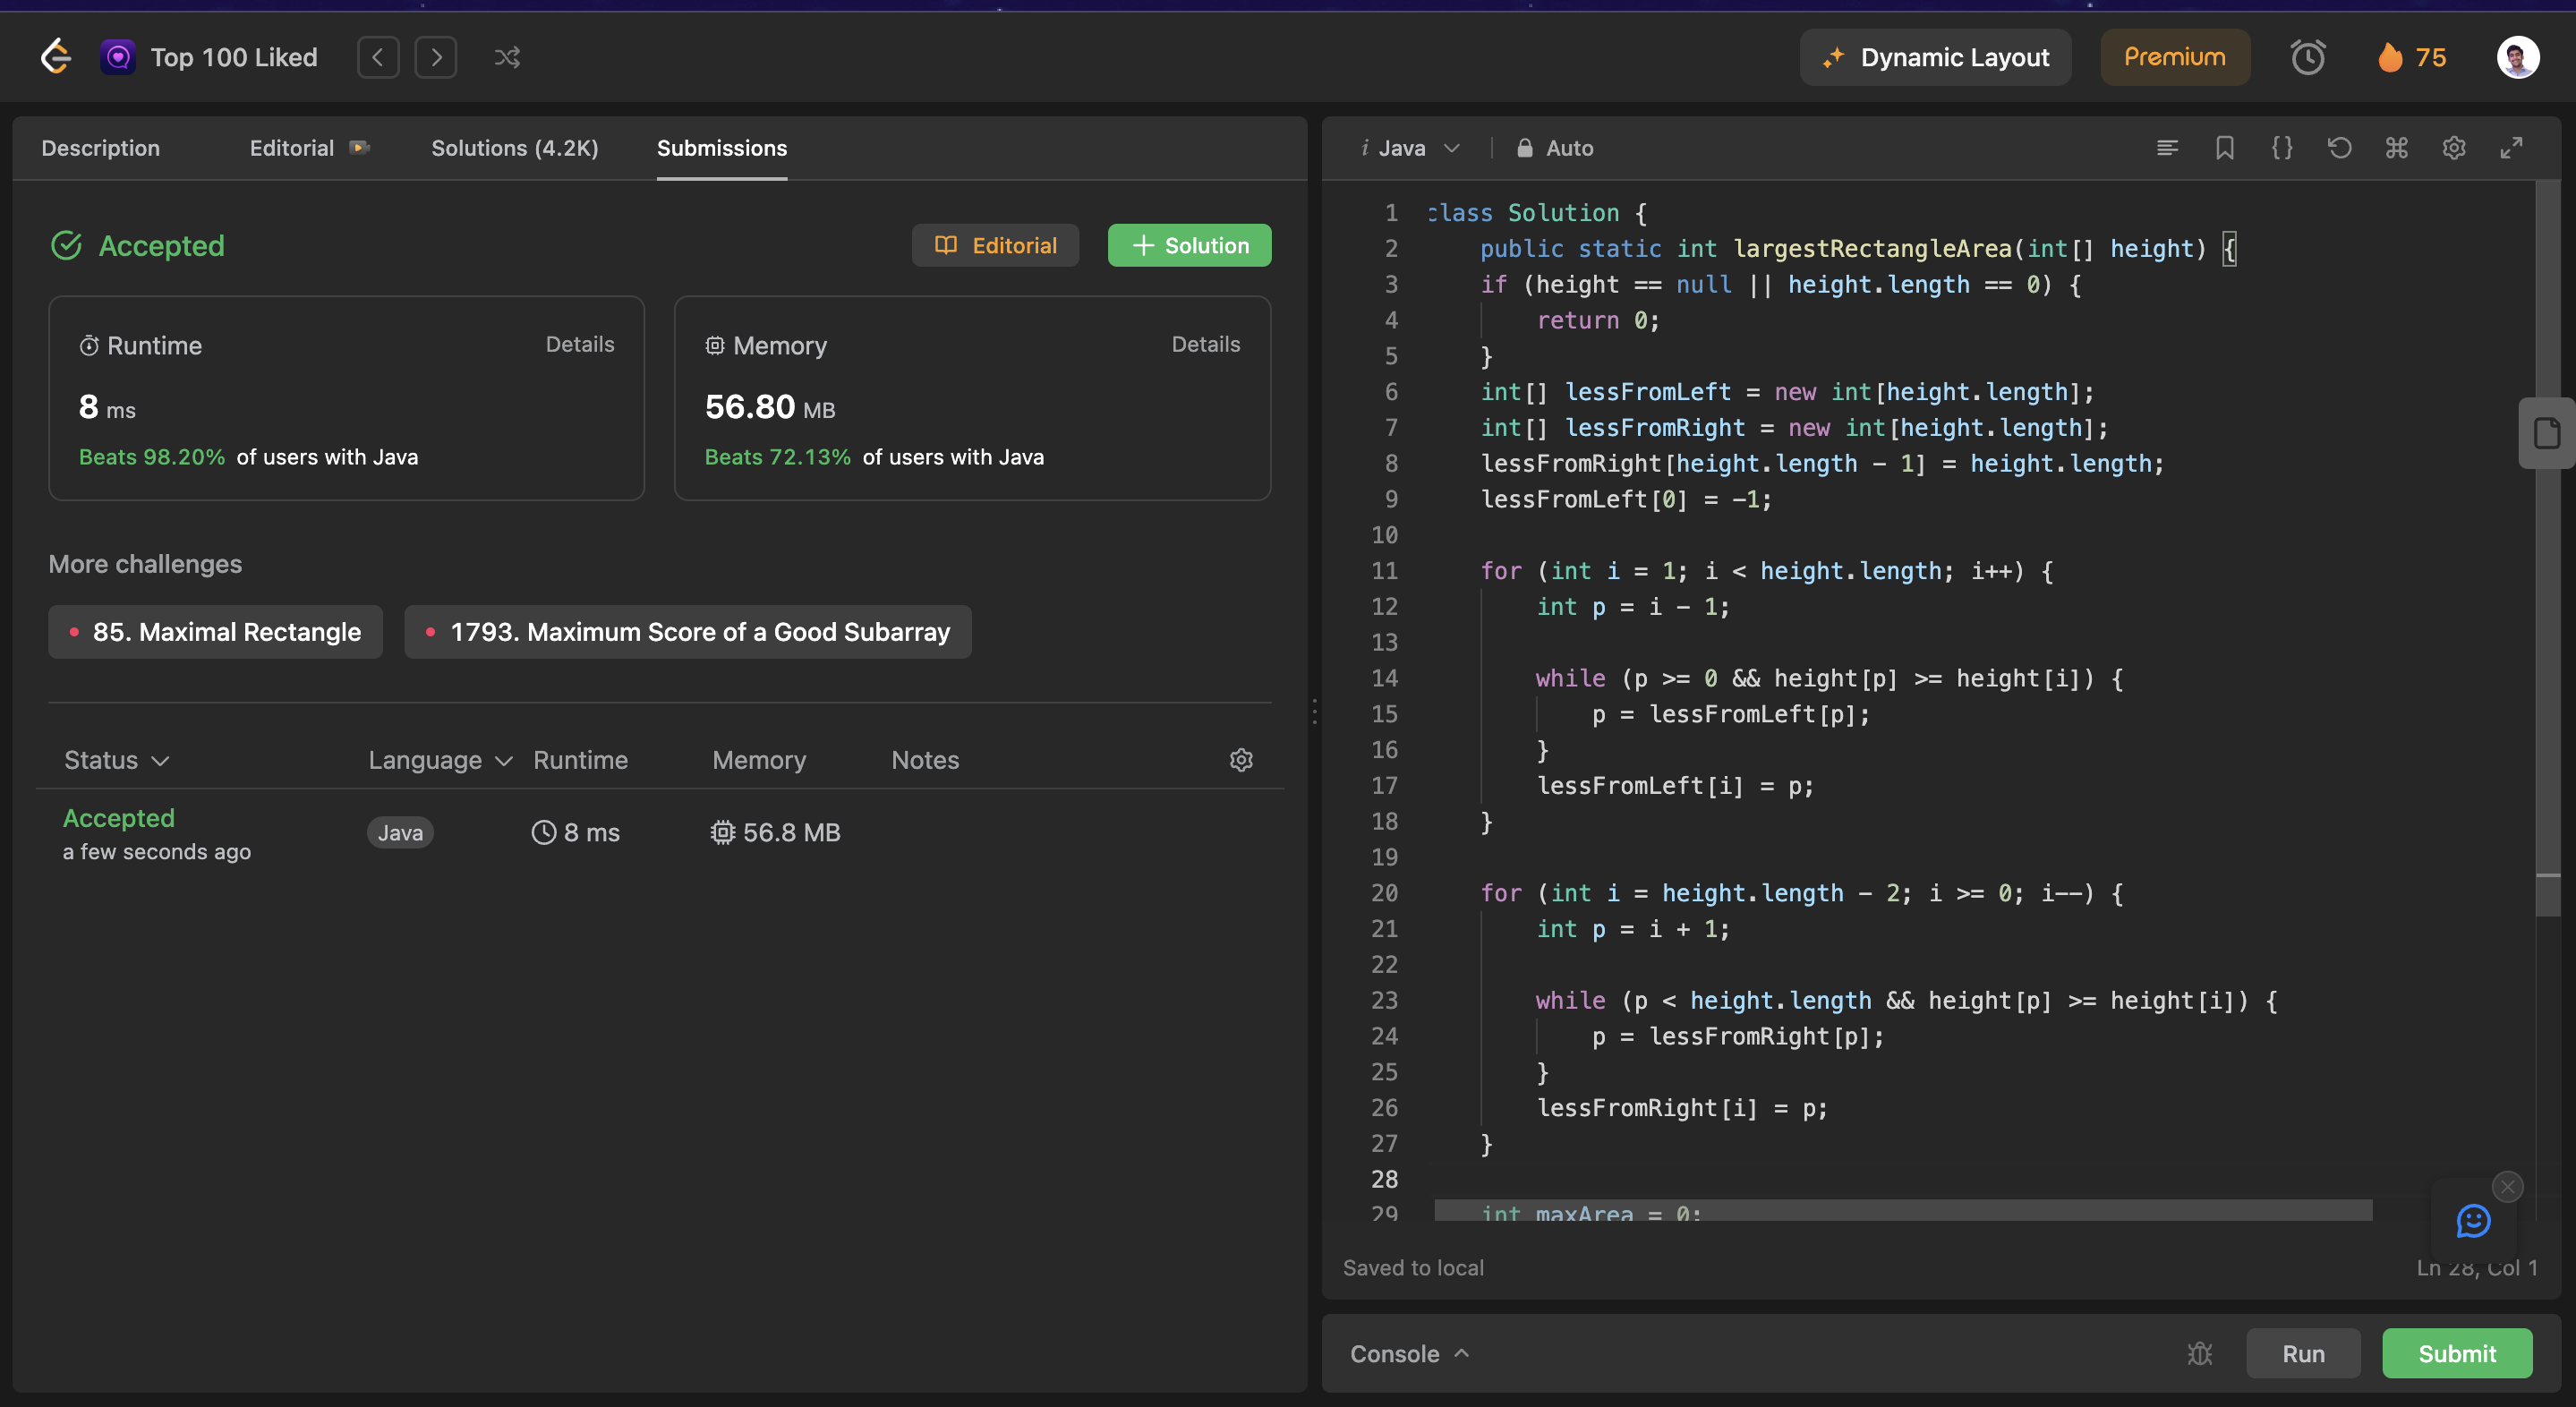 Top 100 Liked
Dynamic Layout
Premium
75
Description
Editorial
Solutions (4.2K)
Submissions
Accepted
Editorial
Solution
Runtime
Details
8 ms
Beats 98.20% of users with Java
Memory
Details
56.80 MB
Beats 72.13% of users with Java
More challenges
85. Maximal Rectangle
1793. Maximum Score of a Good Subarray
Status Language Runtime Memory Notes
Accepted
a few seconds ago
Java
8 ms
56.8 MB
i Java
Auto
1 class Solution {
2 public static int largestRectangleArea(int[] height) {
3 if (height == null || height.length == 0) {
4 return 0;
5 }
6 int[] lessFromLeft = new int[height.length];
7 int[] lessFromRight = new int[height.length];
8 lessFromRight[height.length - 1] = height.length;
9 lessFromLeft[0] = -1;
10
11 for (int i = 1; i < height.length; i++) {
12 int p = i - 1;
13
14 while (p >= 0 && height[p] >= height[i]) {
15 p = lessFromLeft[p];
16 }
17 lessFromLeft[i] = p;
18 }
19
20 for (int i = height.length - 2; i >= 0; i--) {
21 int p = i + 1;
22
23 while (p < height.length && height[p] >= height[i]) {
24 p = lessFromRight[p];
25 }
26 lessFromRight[i] = p;
27 }
28
29 int maxArea = 0;
Saved to local
Ln 28, Col 1
Console
Run
Submit